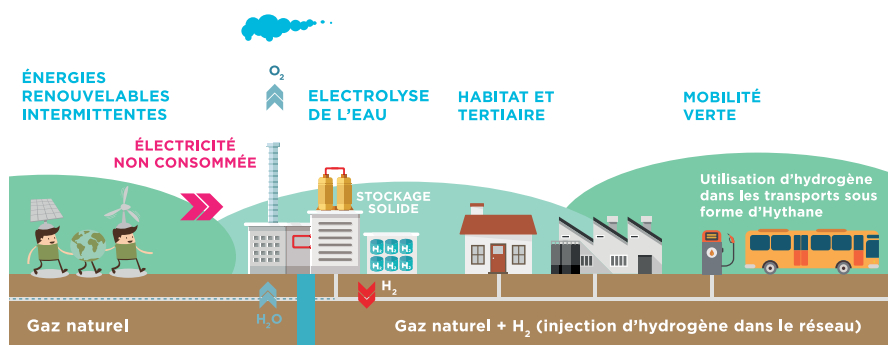 O₂
ÉNERGIES
RENOUVELABLES
INTERMITTENTES
ÉLECTRICITÉ
NON CONSOMMÉE
ELECTROLYSE
DE L'EAU
HABITAT ET
TERTIAIRE
MOBILITÉ
VERTE
STOCKAGE
SOLIDE
H₂ H₂ H₂
H₂ H₂ H₂
Utilisation d'hydrogène
dans les transports sous
forme d'Hythane
H₂
H₂O
Gaz naturel
Gaz naturel + H₂ (injection d'hydrogène dans le réseau)